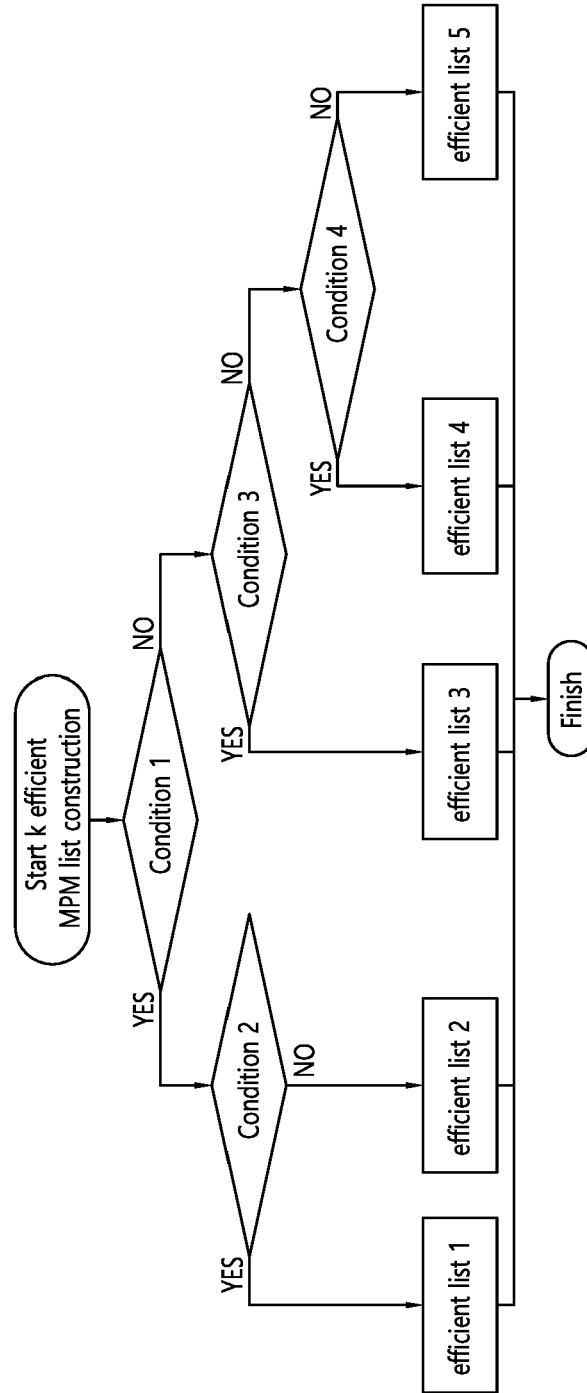 Start k efficient
MPM list construction
Condition 1
YES
NO
Condition 2
YES
NO
Condition 3
YES
NO
Condition 4
YES
NO
efficient list 1
efficient list 2
efficient list 3
efficient list 4
efficient list 5
Finish